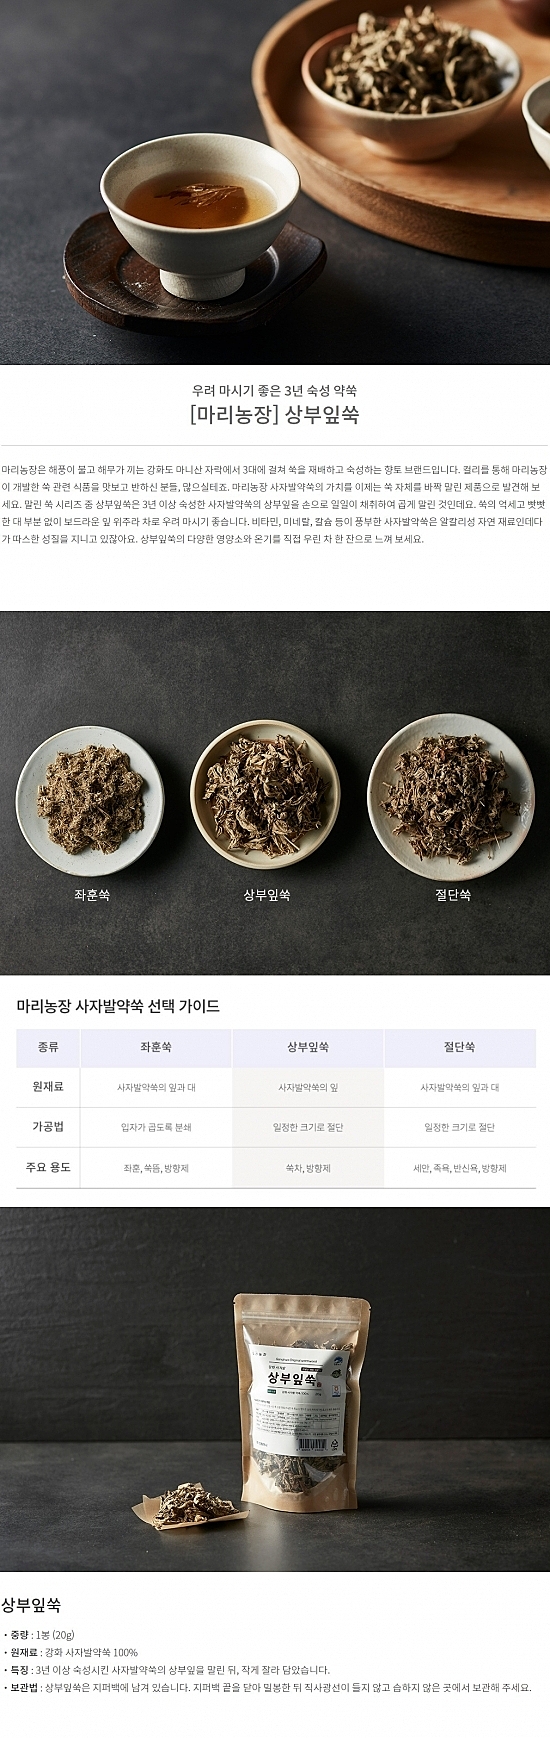 우려 마시기 좋은 3년 숙성 약쑥
[마리농장] 상부잎쑥
마리농장은 해풍이 불고 해무가 끼는 강화도 마니산 자락에서 3대에 걸쳐 쑥을 재배하고 숙성하는 향토 브랜드입니다. 컬리를 통해 마리농장
이 개발한 쑥 관련 식품을 맛보고 반하신 분들, 많으실테죠. 마리농장 사자발약쑥의 가치를 이제는 쑥 자체를 바짝 말린 제품으로 발견해 보
세요. 말린 쑥 시리즈 중 상부잎쑥은 3년 이상 숙성한 사자발약쑥의 상부잎을 손으로 일일이 채취하여 곱게 말린 것인데요. 쑥의 억세고 뻣뻣
한 대 부분 없이 보드라운 잎 위주라 차로 우려 마시기 좋습니다. 비타민, 미네랄, 칼슘 등이 풍부한 사자발약쑥은 알칼리성 자연 재료인데다
가 따스한 성질을 지니고 있잖아요. 상부잎쑥의 다양한 영양소와 온기를 직접 우린 차 한 잔으로 느껴 보세요.
좌훈쑥 상부잎쑥 절단쑥
마리농장 사자발약쑥 선택 가이드
종류 좌훈쑥 상부잎쑥 절단쑥
원재료 사자발약쑥의 잎과 대 사자발약쑥의 잎 사자발약쑥의 잎과 대
가공법 입자가 곱도록 분쇄 일정한 크기로 절단 일정한 크기로 절단
주요 용도 좌훈, 쑥뜸, 방향제 쑥차, 방향제 세안, 족욕, 반신욕, 방향제
상부잎쑥
상부잎쑥
• 중량 : 1봉 (20g)
• 원재료 : 강화 사자발약쑥 100%
• 특징 : 3년 이상 숙성시킨 사자발약쑥의 상부잎을 말린 뒤, 작게 잘라 담았습니다.
• 보관법 : 상부잎쑥은 지퍼백에 남겨 있습니다. 지퍼백 끝을 닫아 밀봉한 뒤 직사광선이 들지 않고 습하지 않은 곳에서 보관해 주세요.